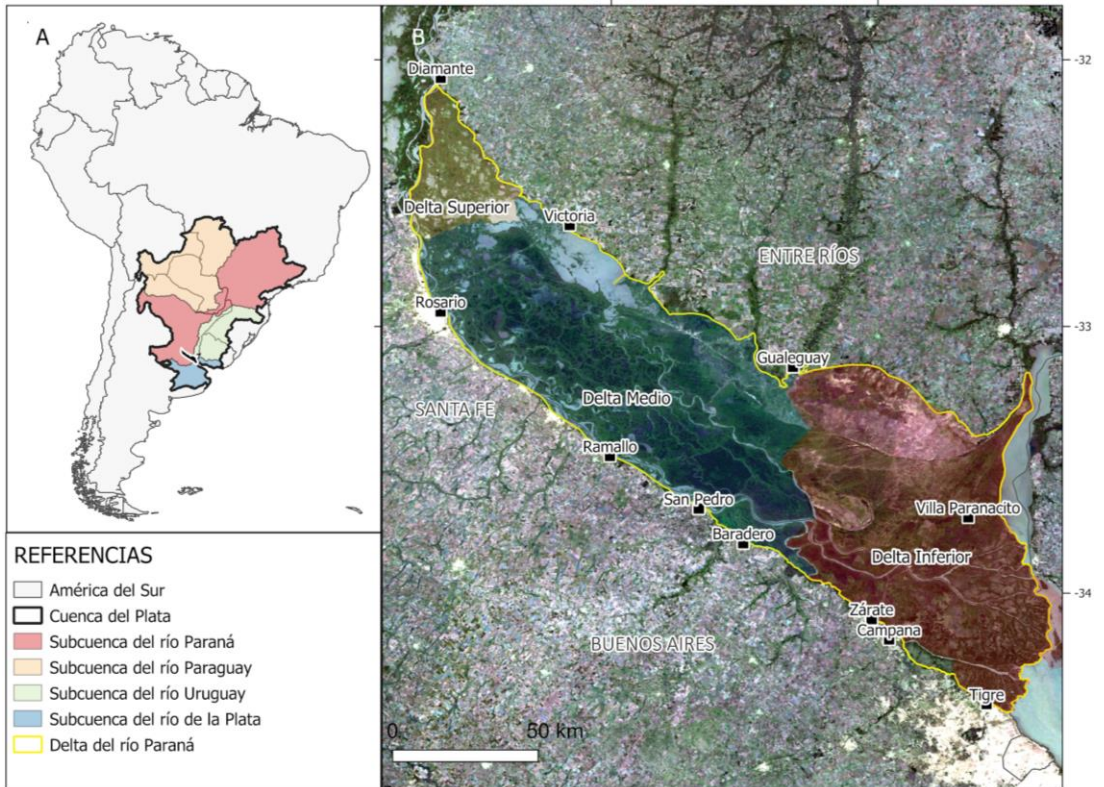 A
REFERENCIAS
América del Sur
Cuenca del Plata
Subcuenca del río Paraná
Subcuenca del río Paraguay
Subcuenca del río Uruguay
Subcuenca del río de la Plata
Delta del río Paraná
B
Diamante
Delta Superior
Victoria
ENTRE RÍOS
Rosario
Gualeguay
SANTA FE
Delta Medio
Ramallo
San Pedro
Villa Paranacito
Baradero
Delta Inferior
Zárate
BUENOS AIRES
Campana
Tigre
0 50 km
-32
-33
-34